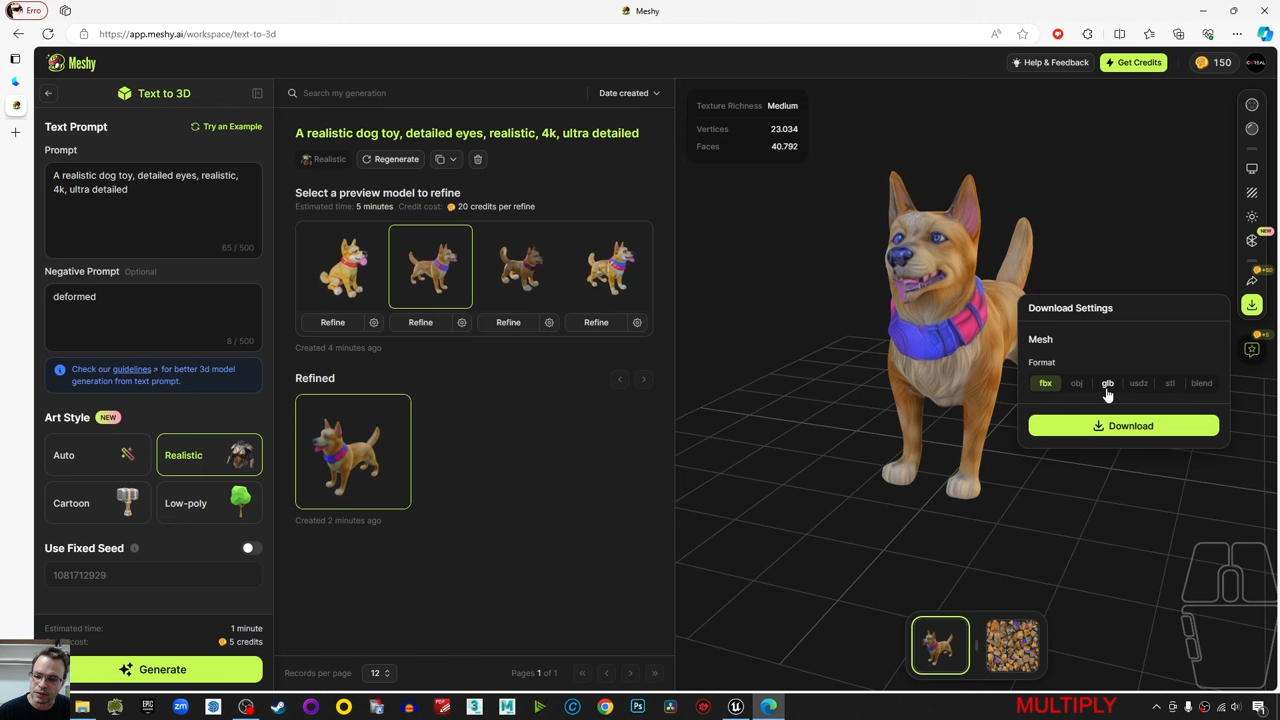 Erro
Meshy
https://app.meshy.ai/workspace/text-to-3d
Meshy
Help & Feedback
Get Credits
150
Text to 3D
Search my generation
Date created
Text Prompt
Try an Example
Prompt
A realistic dog toy, detailed eyes, realistic,
4k, ultra detailed
65 / 500
Negative Prompt Optional
deformed
8 / 500
Check our guidelines for better 3d model
generation from text prompt.
Art Style NEW
Auto
Realistic
Cartoon
Low-poly
Use Fixed Seed
1081712929
Estimated time: 1 minute
cost: 5 credits
Generate
A realistic dog toy, detailed eyes, realistic, 4k, ultra detailed
Realistic
Regenerate
Select a preview model to refine
Estimated time: 5 minutes Credit cost: 20 credits per refine
Refine
Refine
Refine
Refine
Created 4 minutes ago
Refined
Created 2 minutes ago
Records per page 12 Pages 1 of 1
Texture Richness Medium
Vertices 23.034
Faces 40.792
NEW
+50
+5
Download Settings
Mesh
Format
fbx obj glb usdz stl blend
Download
MULTIPLY